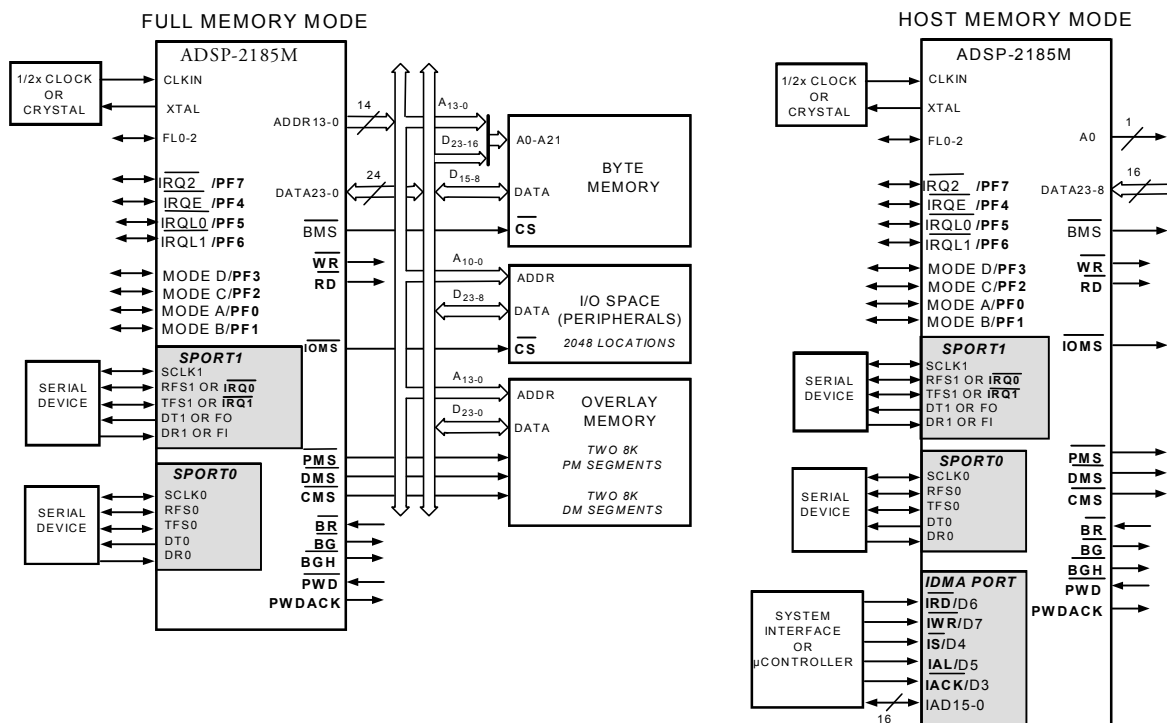 FULL MEMORY MODE
ADSP-2185M
1/2x CLOCK
OR
CRYSTAL
CLKIN
XTAL
FL0-2
IRQ2 /PF7
IRQE /PF4
IRQL0/PF5
IRQL1/PF6
MODE D/PF3
MODE C/PF2
MODE A/PF0
MODE B/PF1
SERIAL
DEVICE
SPORT1
SCLK1
RFS1 OR IRQ0
TFS1 OR IRQ1
DT1 OR FO
DR1 OR FI
SERIAL
DEVICE
SPORT0
SCLK0
RFS0
TFS0
DT0
DR0
14
ADDR13-0
24
DATA23-0
BMS
WR
RD
IOMS
PMS
DMS
CMS
BR
BG
BGH
PWD
PWDACK
A13-0
D23-16
D15-8
A0-A21
DATA
CS
BYTE
MEMORY
A10-0
D23-8
ADDR
DATA
CS
I/O SPACE
(PERIPHERALS)
2048 LOCATIONS
A13-0
D23-0
ADDR
DATA
OVERLAY
MEMORY
TWO 8K
PM SEGMENTS
TWO 8K
DM SEGMENTS
HOST MEMORY MODE
ADSP-2185M
1/2x CLOCK
OR
CRYSTAL
CLKIN
XTAL
FL0-2
IRQ2 /PF7
IRQE /PF4
IRQL0/PF5
IRQL1/PF6
MODE D/PF3
MODE C/PF2
MODE A/PF0
MODE B/PF1
SERIAL
DEVICE
SPORT1
SCLK1
RFS1 OR IRQ0
TFS1 OR IRQ1
DT1 OR FO
DR1 OR FI
SERIAL
DEVICE
SPORT0
SCLK0
RFS0
TFS0
DT0
DR0
SYSTEM
INTERFACE
OR
µCONTROLLER
IDMA PORT
IRD/D6
IWR/D7
IS/D4
IAL/D5
IACK/D3
IAD15-0
16
1
A0
16
DATA23-8
BMS
WR
RD
IOMS
PMS
DMS
CMS
BR
BG
BGH
PWD
PWDACK